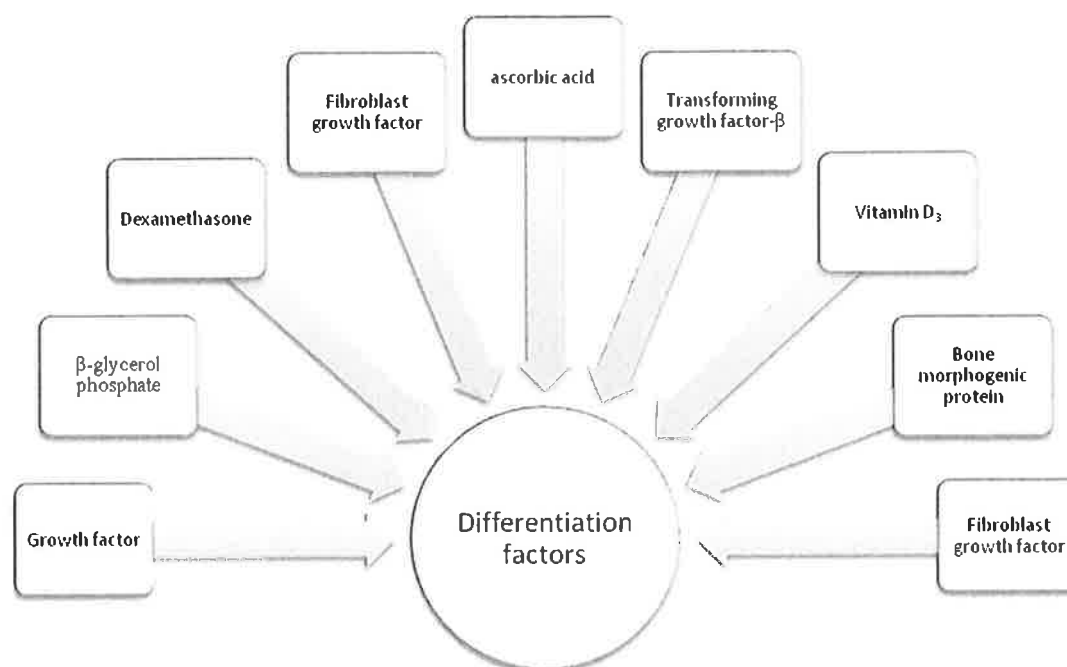 ascorbic acid
Fibroblast
growth factor
Transforming
growth factor-β
Dexamethasone
Vitamin D₃
β-glycerol
phosphate
Bone
morphogenic
protein
Growth factor
Differentiation
factors
Fibroblast
growth factor